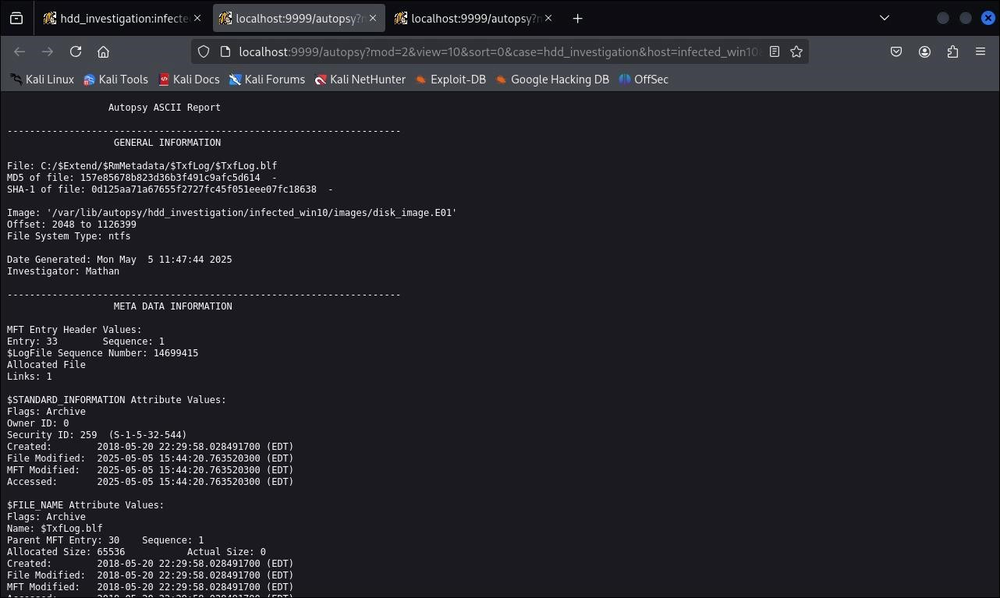 hdd_investigation:infecte
localhost:9999/autopsy?n
localhost:9999/autopsy?n
localhost:9999/autopsy?mod=2&view=10&sort=0&case=hdd_investigation&host=infected_win10
Kali Linux Kali Tools Kali Docs Kali Forums Kali NetHunter Exploit-DB Google Hacking DB OffSec
Autopsy ASCII Report
----------------------------------------------------------------------
GENERAL INFORMATION
File: C:/$Extend/$RmMetadata/$TxfLog/$TxfLog.blf
MD5 of file: 157e85678b823d36b3f491c9afc5d614  -
SHA-1 of file: 0d125aa71a67655f2727fc45f051eee07fc18638  -
Image: '/var/lib/autopsy/hdd_investigation/infected_win10/images/disk_image.E01'
Offset: 2048 to 1126399
File System Type: ntfs
Date Generated: Mon May  5 11:47:44 2025
Investigator: Mathan
----------------------------------------------------------------------
META DATA INFORMATION
MFT Entry Header Values:
Entry: 33        Sequence: 1
$LogFile Sequence Number: 14699415
Allocated File
Links: 1
$STANDARD_INFORMATION Attribute Values:
Flags: Archive
Owner ID: 0
Security ID: 259  (S-1-5-32-544)
Created:        2018-05-20 22:29:58.028491700 (EDT)
File Modified:  2025-05-05 15:44:20.763520300 (EDT)
MFT Modified:   2025-05-05 15:44:20.763520300 (EDT)
Accessed:       2025-05-05 15:44:20.763520300 (EDT)
$FILE_NAME Attribute Values:
Flags: Archive
Name: $TxfLog.blf
Parent MFT Entry: 30    Sequence: 1
Allocated Size: 65536           Actual Size: 0
Created:        2018-05-20 22:29:58.028491700 (EDT)
File Modified:  2018-05-20 22:29:58.028491700 (EDT)
MFT Modified:   2018-05-20 22:29:58.028491700 (EDT)
Accessed:       2018-05-20 22:29:58.028491700 (EDT)